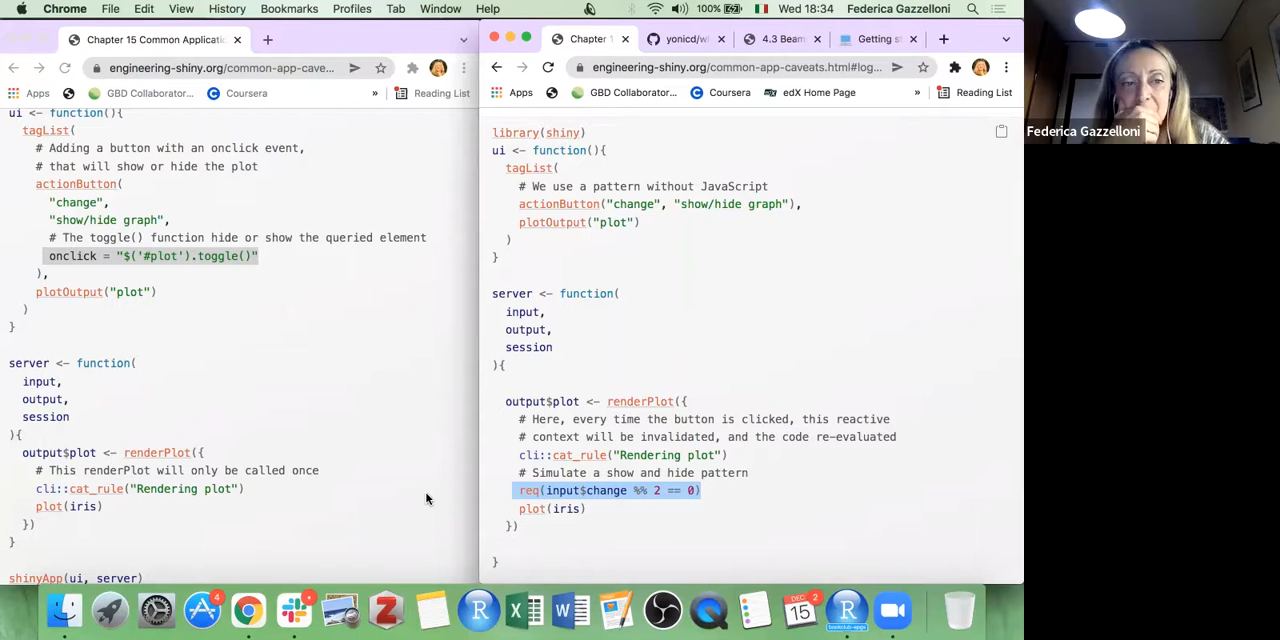 Chrome File Edit View History Bookmarks Profiles Tab Window Help 100% Wed 18:34 Federica Gazzelloni
Chapter 15 Common Applicati
engineering-shiny.org/common-app-cave...
Apps GBD Collaborator... Coursera » Reading List
ui <- function(){
tagList(
# Adding a button with an onclick event,
# that will show or hide the plot
actionButton(
"change",
"show/hide graph",
# The toggle() function hide or show the queried element
onclick = "$('#plot').toggle()"
),
plotOutput("plot")
)
}
server <- function(
input,
output,
session
){
output$plot <- renderPlot({
# This renderPlot will only be called once
cli::cat_rule("Rendering plot")
plot(iris)
})
}
shinyApp(ui, server)
Chapter 1 yonicd/w 4.3 Beam Getting st
engineering-shiny.org/common-app-caveats.html#log...
Apps GBD Collaborator... Coursera edX Home Page » Reading List
library(shiny)
ui <- function(){
tagList(
# We use a pattern without JavaScript
actionButton("change", "show/hide graph"),
plotOutput("plot")
)
}
server <- function(
input,
output,
session
){
output$plot <- renderPlot({
# Here, every time the button is clicked, this reactive
# context will be invalidated, and the code re-evaluated
cli::cat_rule("Rendering plot")
# Simulate a show and hide pattern
req(input$change %% 2 == 0)
plot(iris)
})
}
Federica Gazzelloni
4
DEC 2
15
bookclub-apps